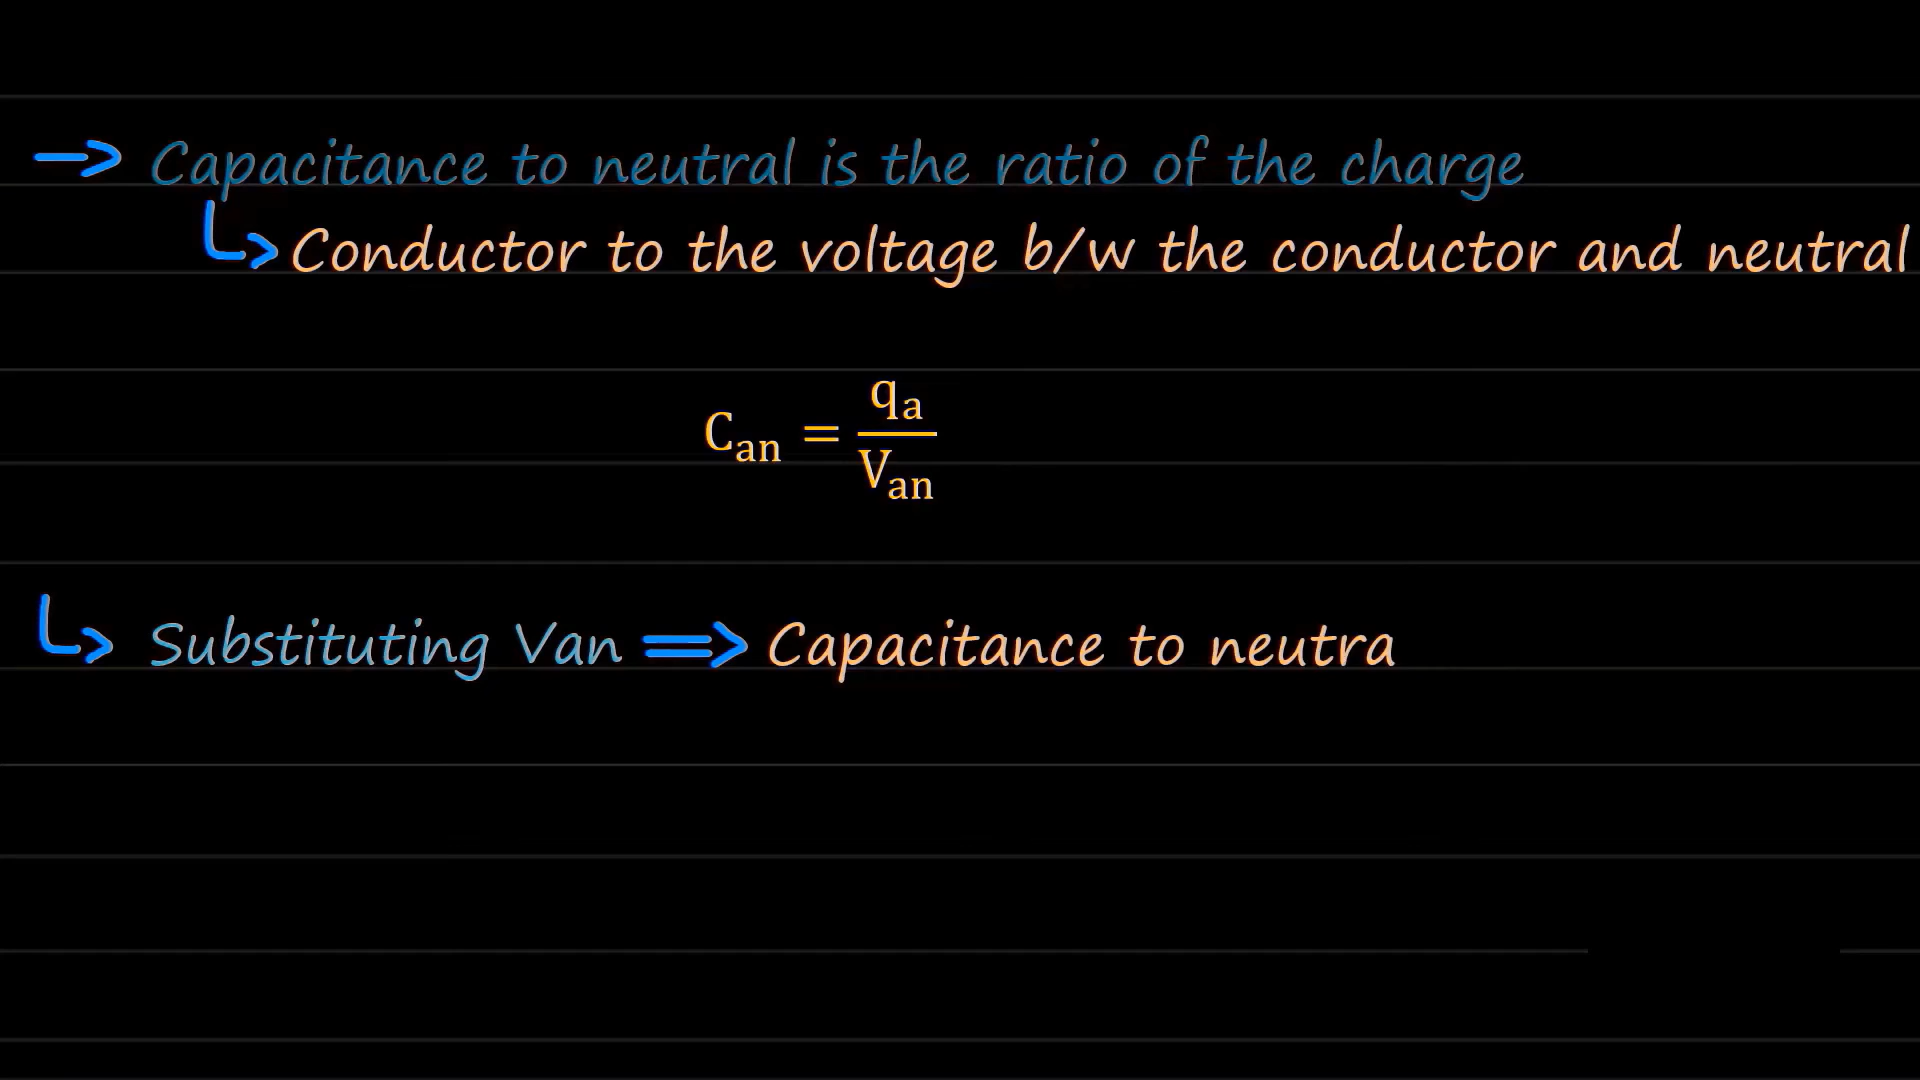 Capacitance to neutral is the ratio of the charge
Conductor to the voltage b/w the conductor and neutral
C_an = q_a / V_an
Substituting Van ⟹ Capacitance to neutra